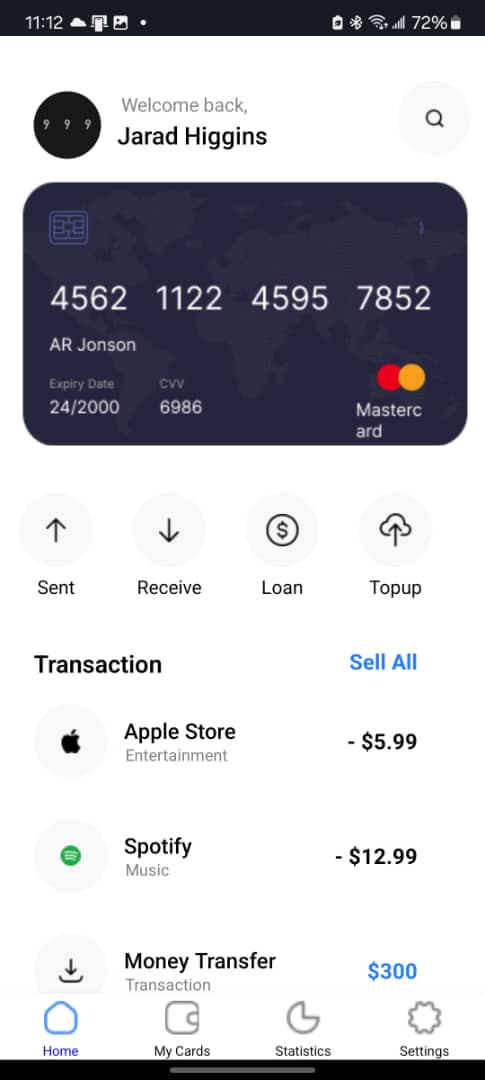 11:12 72%
Welcome back,
Jarad Higgins
9 9 9
4562 1122 4595 7852
AR Jonson
Expiry Date CVV
24/2000 6986
Masterc
ard
Sent Receive Loan Topup
Transaction Sell All
Apple Store - $5.99
Entertainment
Spotify - $12.99
Music
Money Transfer $300
Transaction
Home My Cards Statistics Settings